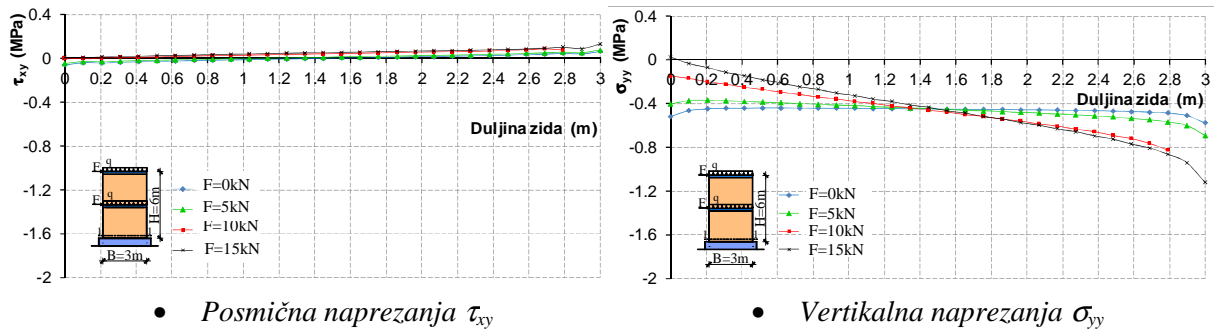 τxy (MPa)
0.4
0
-0.4
-0.8
-1.2
-1.6
-2
0 0.2 0.4 0.6 0.8 1 1.2 1.4 1.6 1.8 2 2.2 2.4 2.6 2.8 3
Duljina zida (m)
q
F
q
F
H=6m
B=3m
F=0kN
F=5kN
F=10kN
F=15kN
• Posmična naprezanja τxy
σyy (MPa)
0.4
0
-0.4
-0.8
-1.2
-1.6
-2
0 0.2 0.4 0.6 0.8 1 1.2 1.4 1.6 1.8 2 2.2 2.4 2.6 2.8 3
Duljina zida (m)
q
F
q
F
H=6m
B=3m
F=0kN
F=5kN
F=10kN
F=15kN
• Vertikalna naprezanja σyy